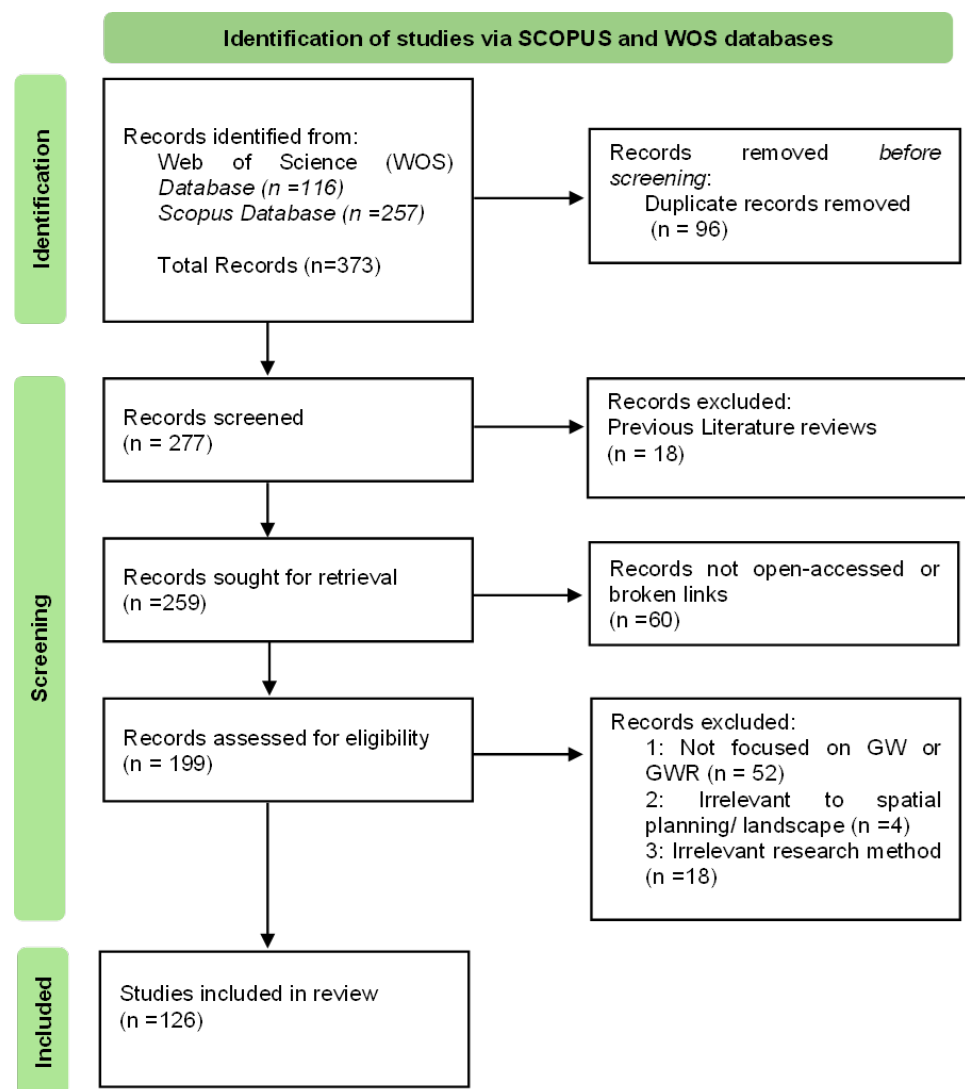 Identification of studies via SCOPUS and WOS databases
Identification
Records identified from:
Web of Science (WOS)
Database (n =116)
Scopus Database (n =257)
Total Records (n=373)
Records removed before
screening:
Duplicate records removed
(n = 96)
Screening
Records screened
(n = 277)
Records excluded:
Previous Literature reviews
(n = 18)
Records sought for retrieval
(n =259)
Records not open-accessed or
broken links
(n =60)
Records assessed for eligibility
(n = 199)
Records excluded:
1: Not focused on GW or
GWR (n = 52)
2: Irrelevant to spatial
planning/ landscape (n =4)
3: Irrelevant research method
(n =18)
Included
Studies included in review
(n =126)